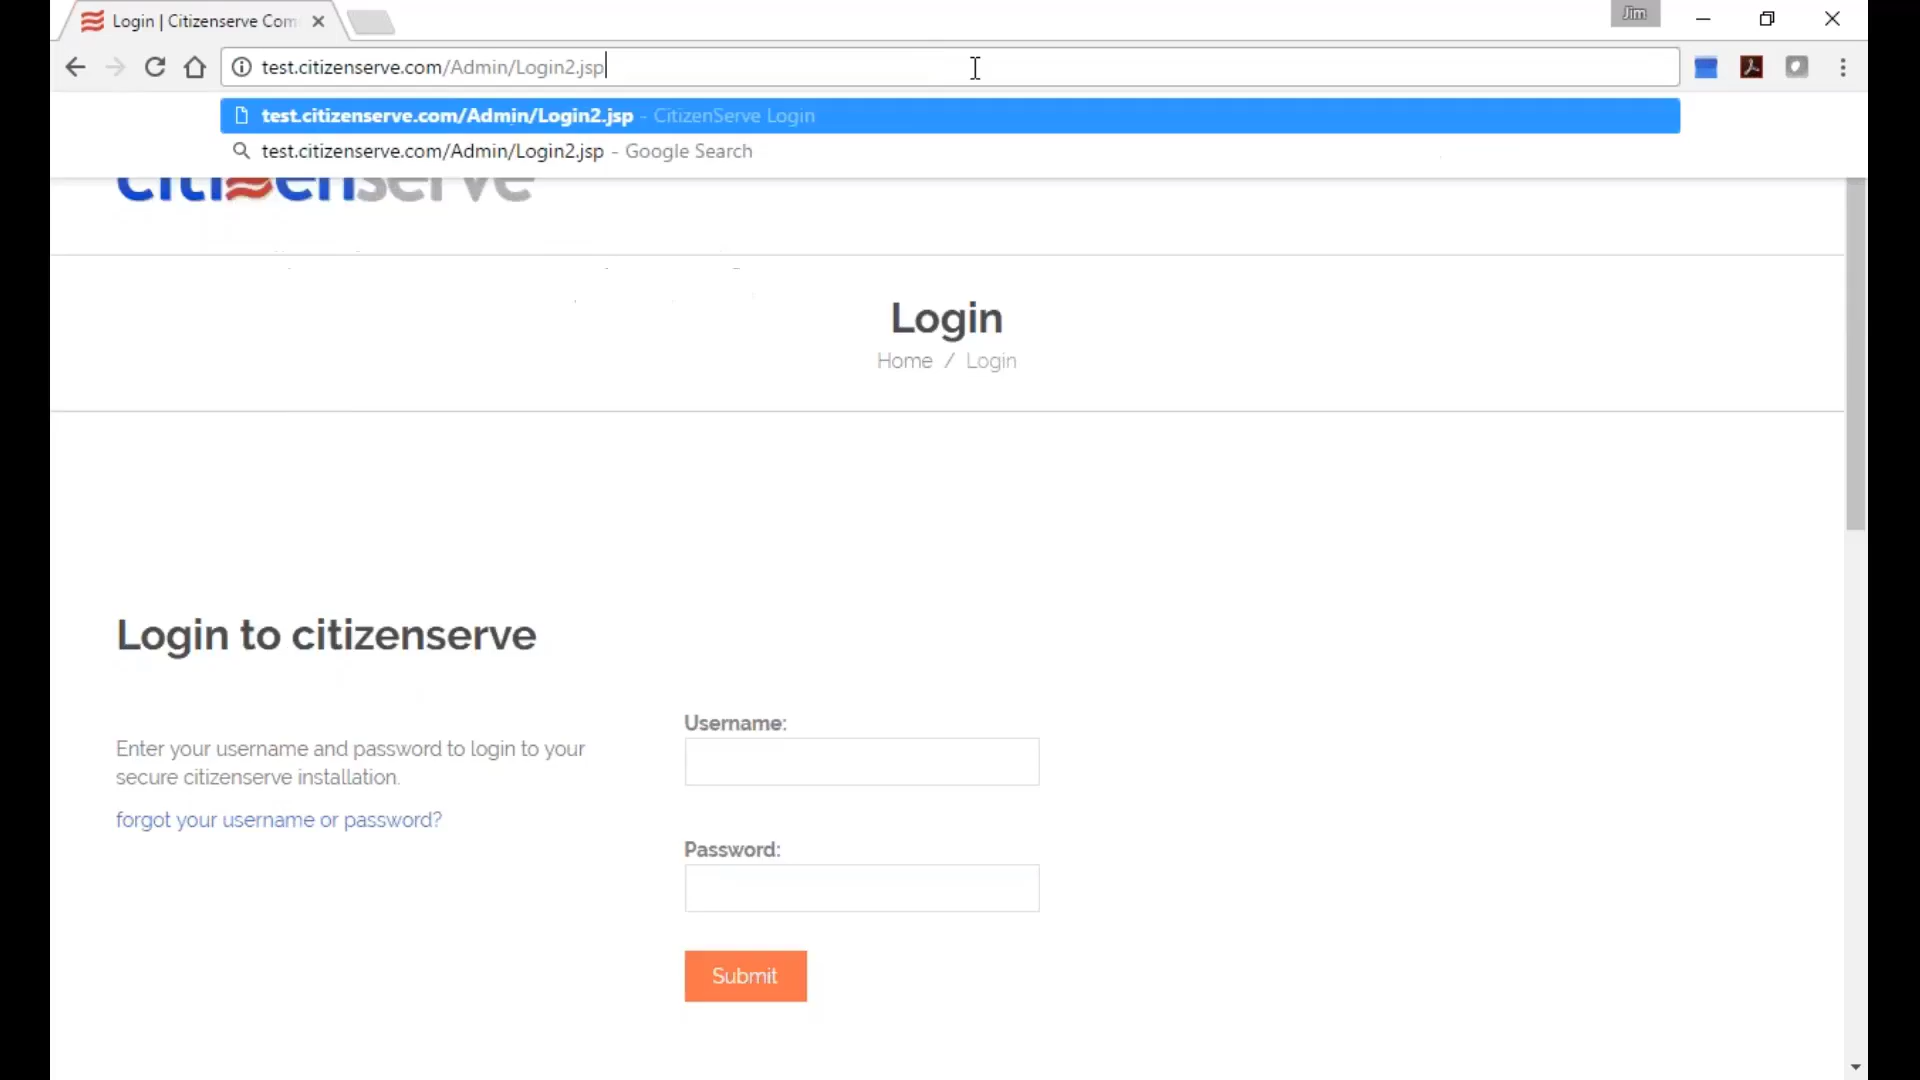 Login | Citizenserve Com
Jim
test.citizenserve.com/Admin/Login2.jsp
test.citizenserve.com/Admin/Login2.jsp - CitizenServe Login
test.citizenserve.com/Admin/Login2.jsp - Google Search
citizenserve
Login
Home / Login
Login to citizenserve
Enter your username and password to login to your
secure citizenserve installation.
forgot your username or password?
Username:
Password:
Submit